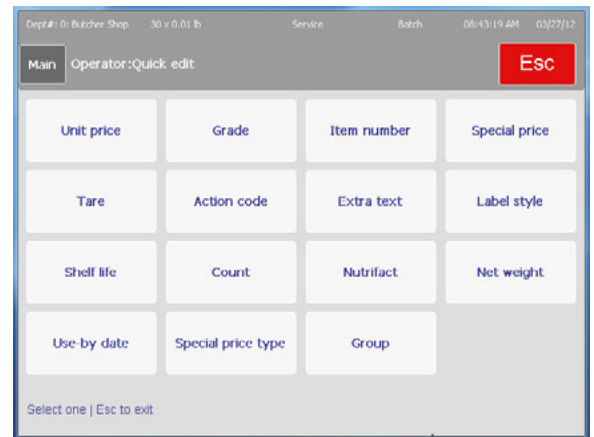 Dept#: 0: Butcher Shop 30 x 0.01 lb Service Batch 08:43:19 AM 03/27/12
Main Operator:Quick edit Esc
Unit price Grade Item number Special price
Tare Action code Extra text Label style
Shelf life Count Nutrifact Net weight
Use-by date Special price type Group
Select one | Esc to exit